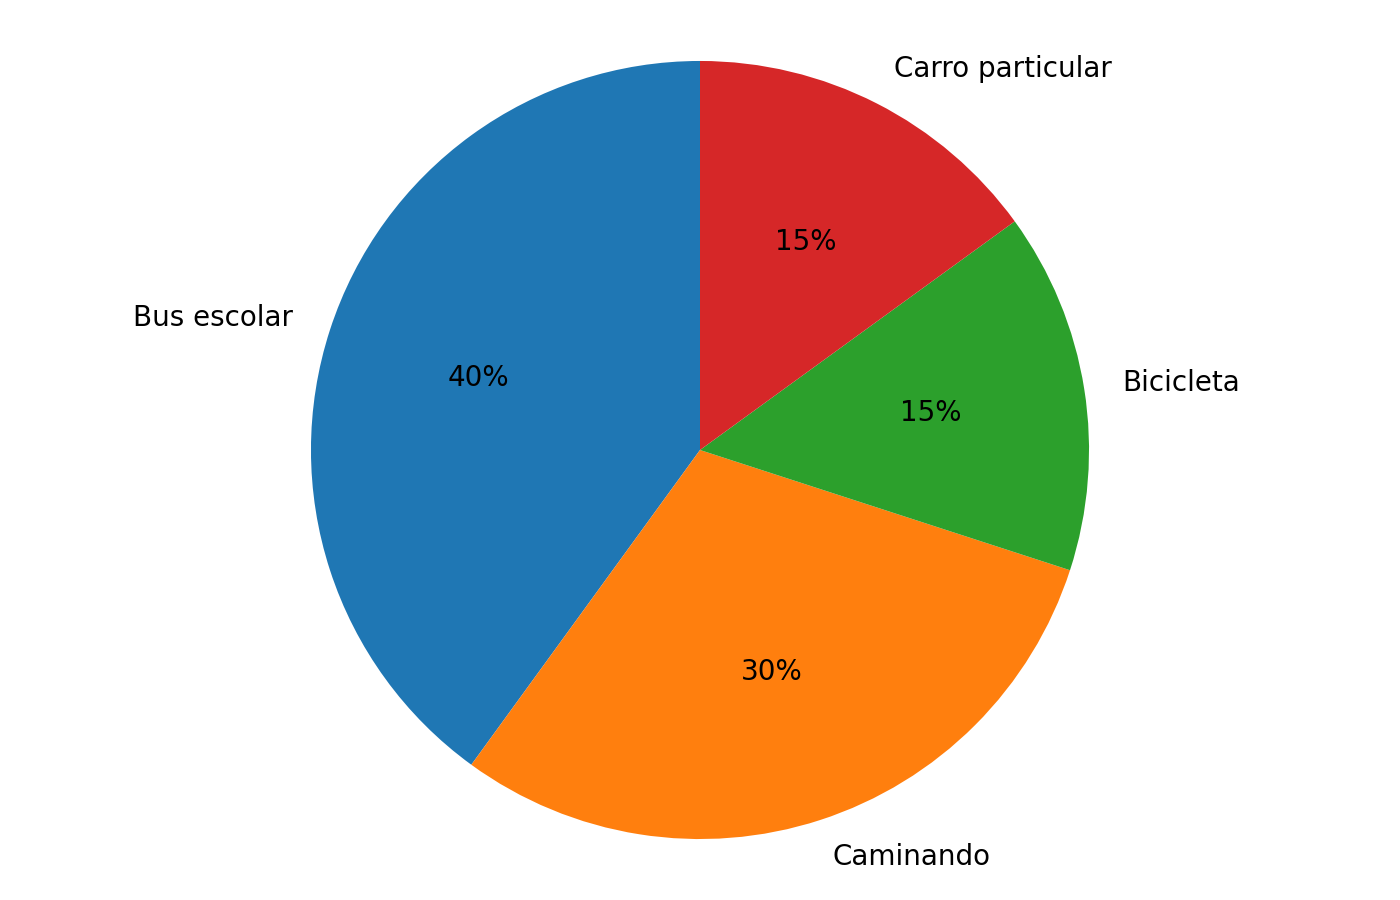 Carro particular
15%
Bus escolar
40%
Bicicleta
15%
30%
Caminando